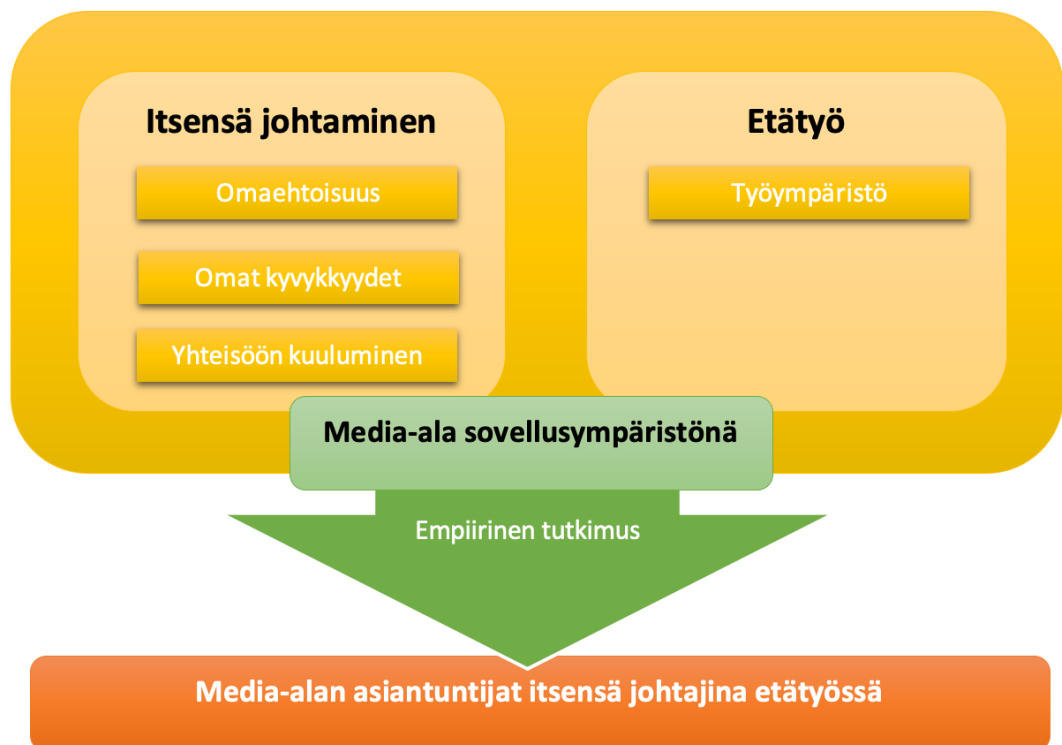 Itsensä johtaminen
Omaehtoisuus
Omat kyvykkyydet
Yhteisöön kuuluminen
Etätyö
Työympäristö
Media-ala sovellusympäristönä
Empiirinen tutkimus
Media-alan asiantuntijat itsensä johtajina etätyössä